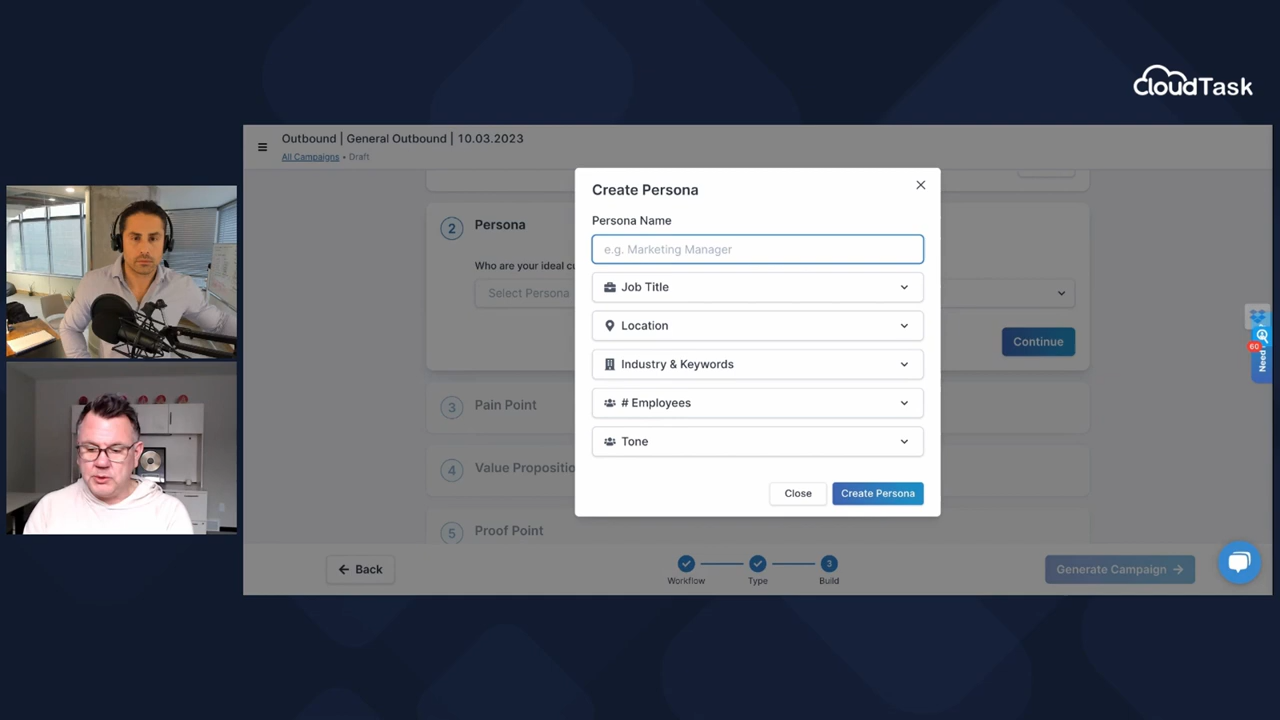 CloudTask
Outbound | General Outbound | 10.03.2023
All Campaigns • Draft
Create Persona
Persona Name
e.g. Marketing Manager
Job Title
Location
Industry & Keywords
# Employees
Tone
Close
Create Persona
2
Persona
Who are your ideal cu
Select Persona
Continue
3
Pain Point
4
Value Propositio
5
Proof Point
60
Need
Back
Workflow
Type
3
Build
Generate Campaign